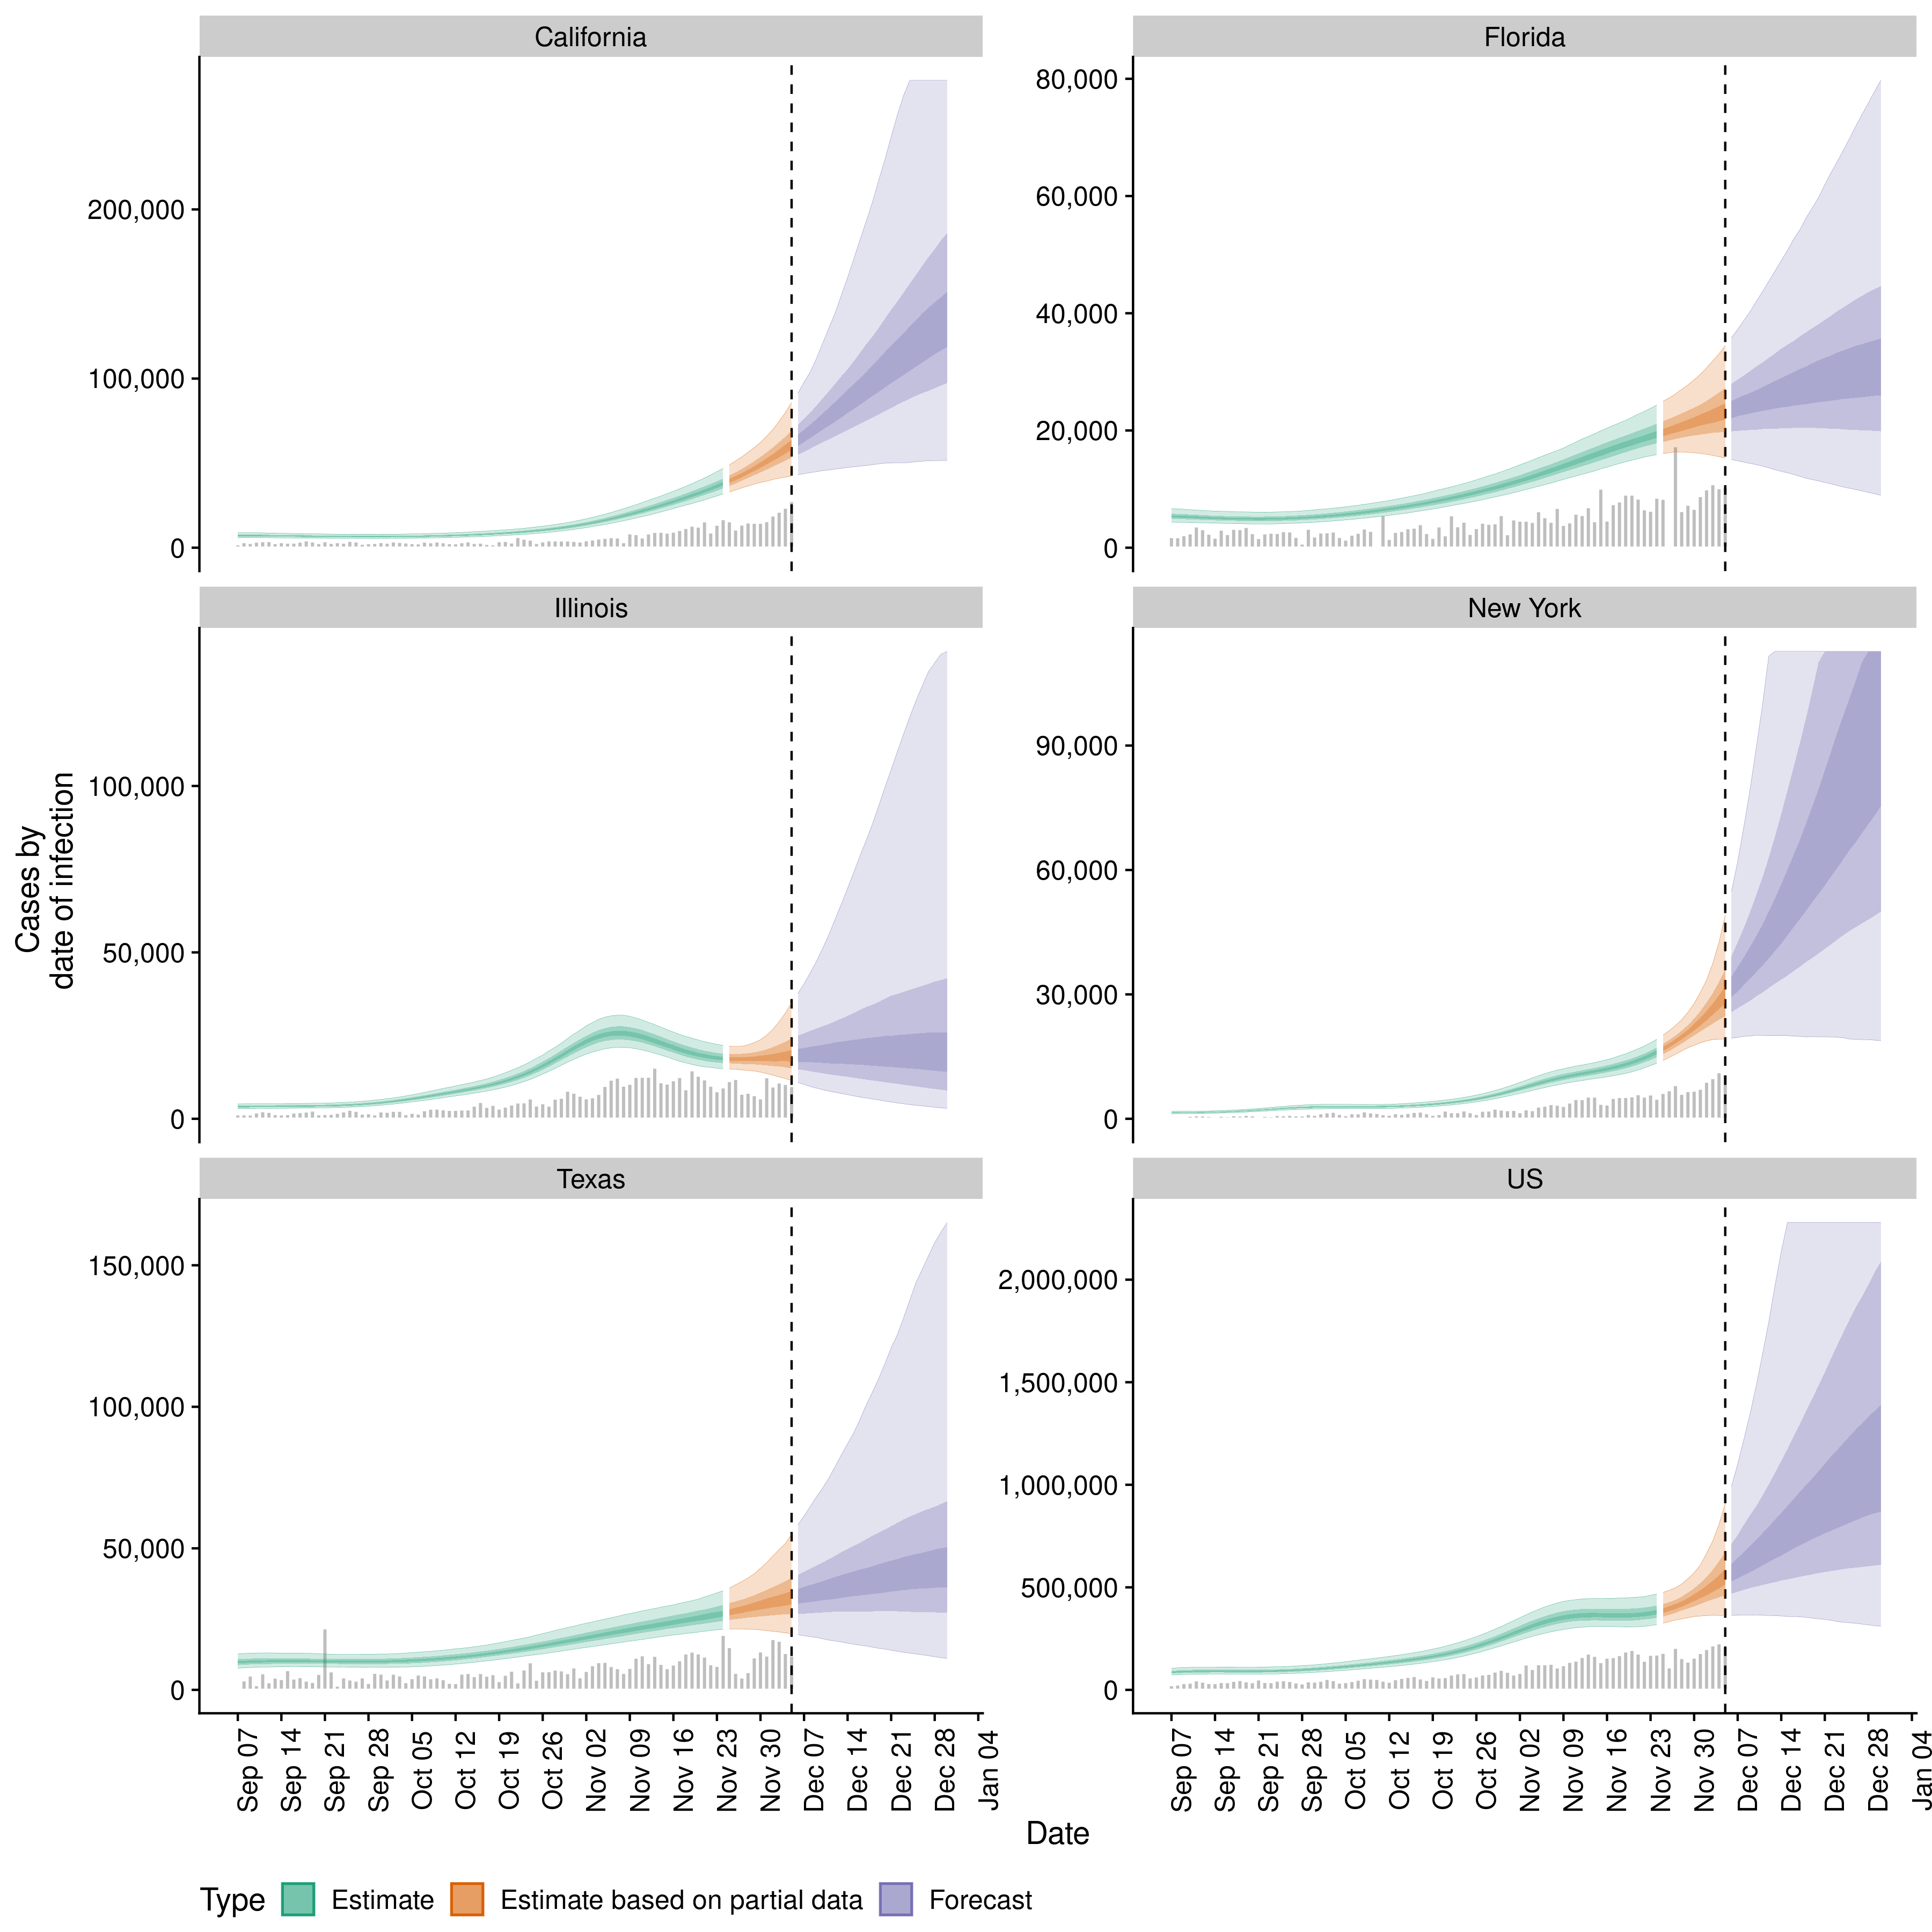 California
Florida
200,000
100,000
0
80,000
60,000
40,000
20,000
0
Illinois
New York
100,000
50,000
0
90,000
60,000
30,000
0
Cases by
date of infection
Texas
US
150,000
100,000
50,000
0
2,000,000
1,500,000
1,000,000
500,000
0
Sep 07
Sep 14
Sep 21
Sep 28
Oct 05
Oct 12
Oct 19
Oct 26
Nov 02
Nov 09
Nov 16
Nov 23
Nov 30
Dec 07
Dec 14
Dec 21
Dec 28
Jan 04
Sep 07
Sep 14
Sep 21
Sep 28
Oct 05
Oct 12
Oct 19
Oct 26
Nov 02
Nov 09
Nov 16
Nov 23
Nov 30
Dec 07
Dec 14
Dec 21
Dec 28
Jan 04
Date
Type Estimate Estimate based on partial data Forecast